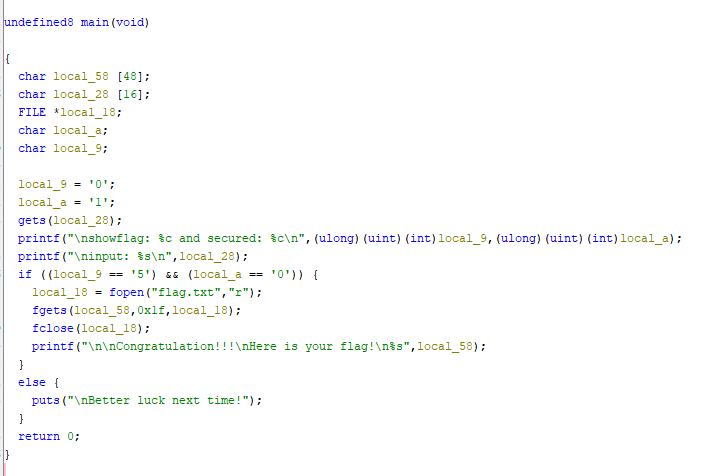 undefined8 main(void)
{
char local_58 [48];
char local_28 [16];
FILE *local_18;
char local_a;
char local_9;
local_9 = '0';
local_a = '1';
gets(local_28);
printf("\nshowflag: %c and secured: %c\n",(ulong)(uint)(int)local_9,(ulong)(uint)(int)local_a);
printf("\ninput: %s\n",local_28);
if ((local_9 == '5') && (local_a == '0')) {
local_18 = fopen("flag.txt","r");
fgets(local_58,0x1f,local_18);
fclose(local_18);
printf("\n\nCongratulation!!!\nHere is your flag!\n%s",local_58);
}
else {
puts("\nBetter luck next time!");
}
return 0;
}